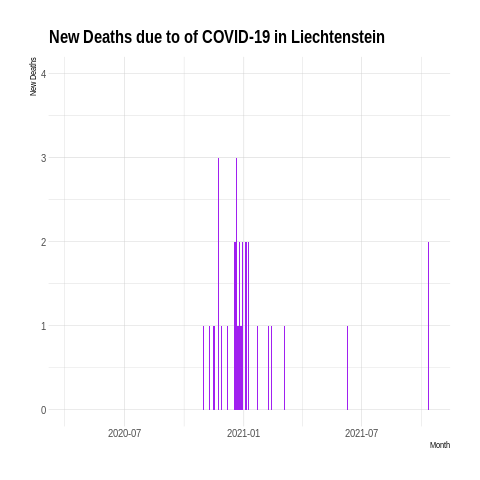 New Deaths due to of COVID-19 in Liechtenstein
New Deaths
4
3
2
1
0
2020-07 2021-01 2021-07
Month